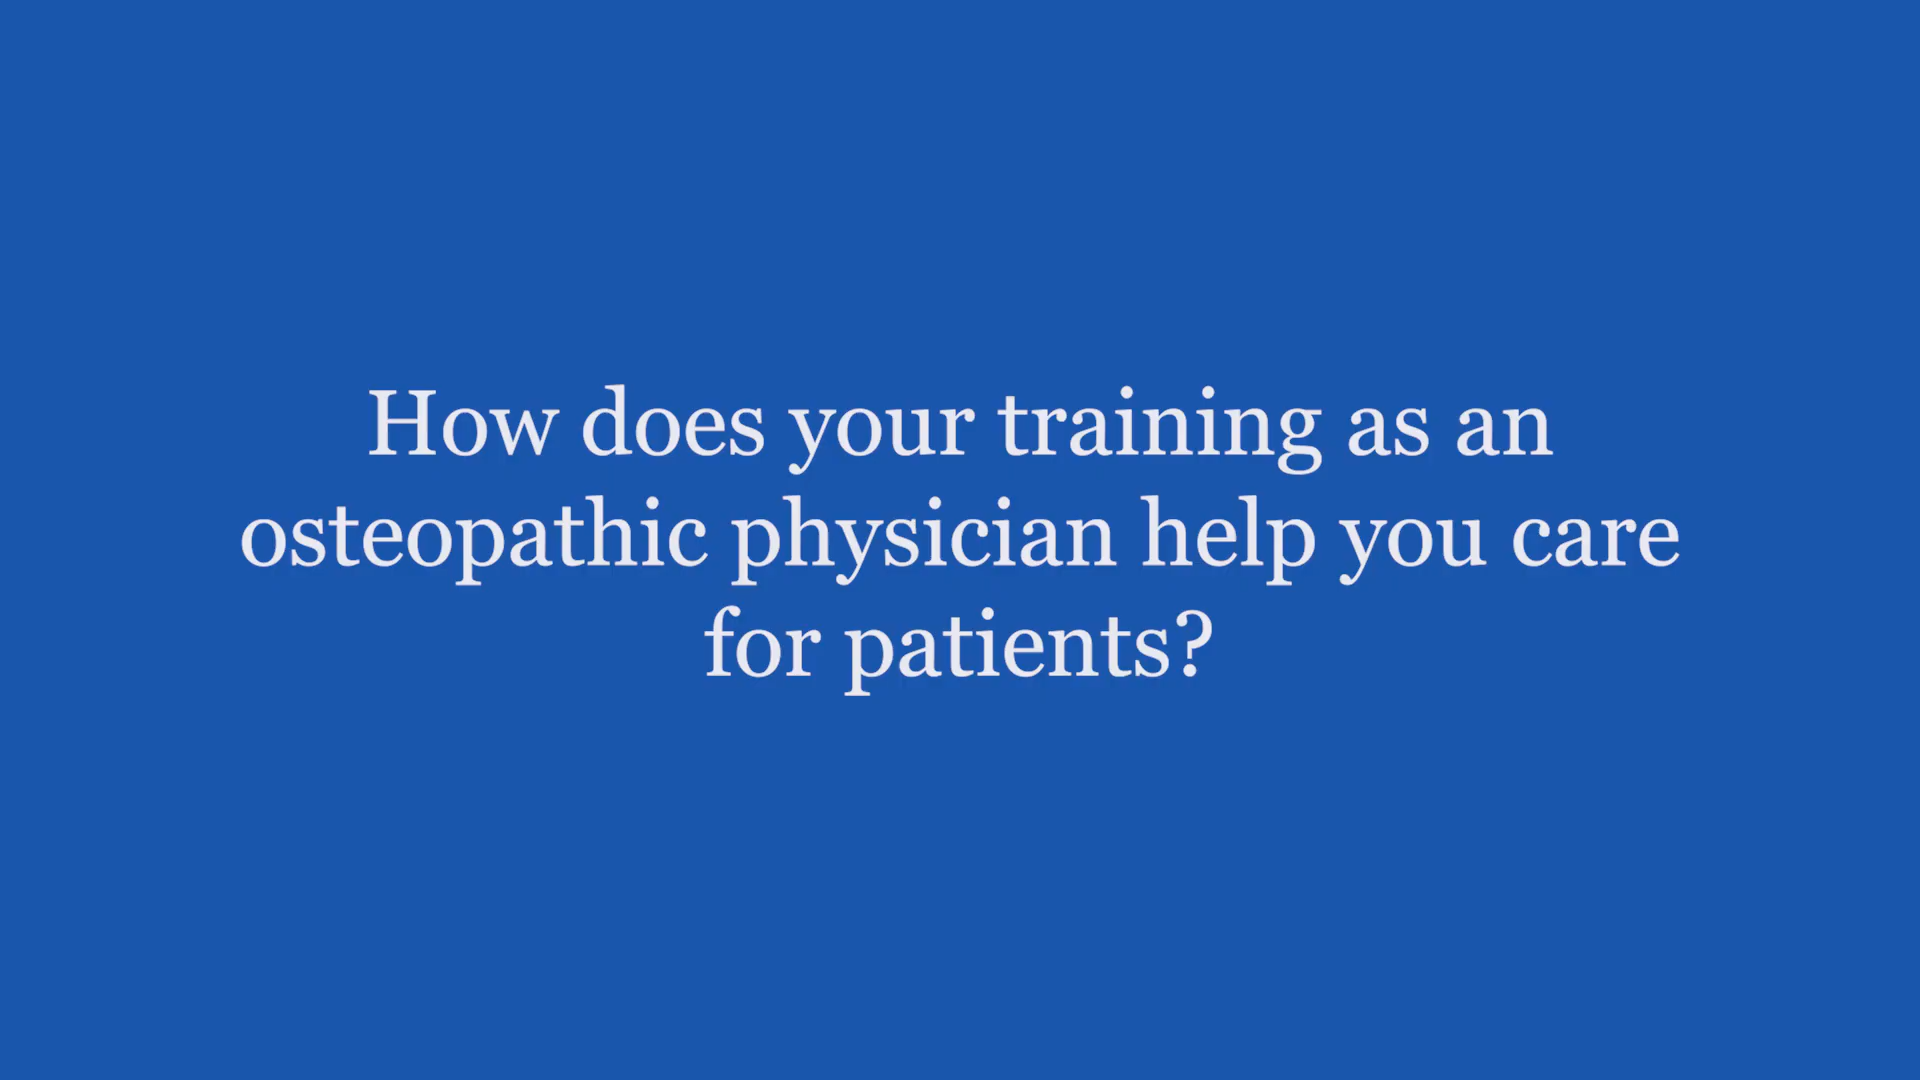 How does your training as an
osteopathic physician help you care
for patients?